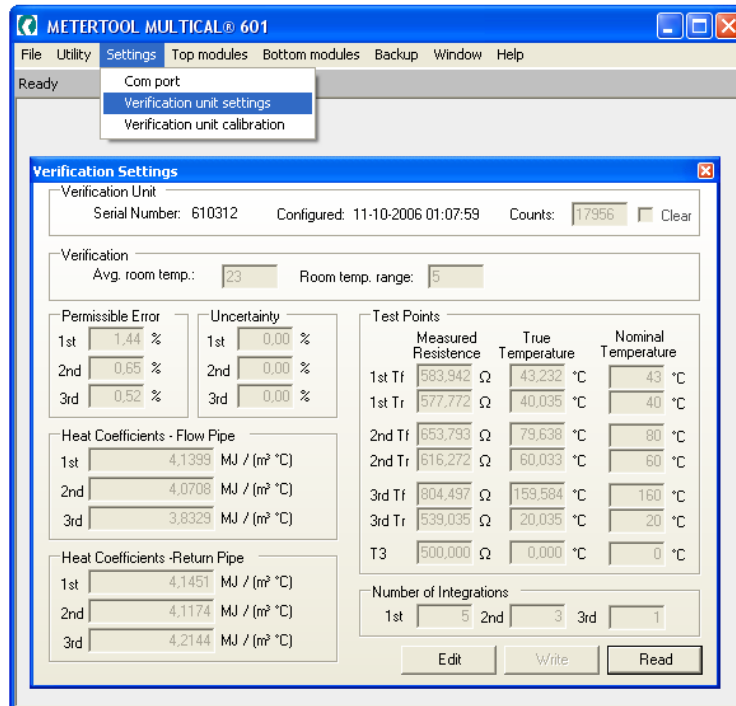 METERTOOL MULTICAL® 601
File Utility Settings Top modules Bottom modules Backup Window Help
Ready
Com port
Verification unit settings
Verification unit calibration
Verification Settings
Verification Unit
Serial Number: 610312 Configured: 11-10-2006 01:07:59 Counts: 17956 Clear
Verification
Avg. room temp.: 23 Room temp. range: 5
Permissible Error
1st 1,44 %
2nd 0,65 %
3rd 0,52 %
Uncertainty
1st 0,00 %
2nd 0,00 %
3rd 0,00 %
Heat Coefficients - Flow Pipe
1st 4,1399 MJ / (m³ °C)
2nd 4,0708 MJ / (m³ °C)
3rd 3,8329 MJ / (m³ °C)
Heat Coefficients -Return Pipe
1st 4,1451 MJ / (m³ °C)
2nd 4,1174 MJ / (m³ °C)
3rd 4,2144 MJ / (m³ °C)
Test Points
Measured True Nominal
Resistence Temperature Temperature
1st Tf 583,942 Ω 43,232 °C 43 °C
1st Tr 577,772 Ω 40,035 °C 40 °C
2nd Tf 653,793 Ω 79,638 °C 80 °C
2nd Tr 616,272 Ω 60,033 °C 60 °C
3rd Tf 804,497 Ω 159,584 °C 160 °C
3rd Tr 539,035 Ω 20,035 °C 20 °C
T3 500,000 Ω 0,000 °C 0 °C
Number of Integrations
1st 5 2nd 3 3rd 1
Edit Write Read